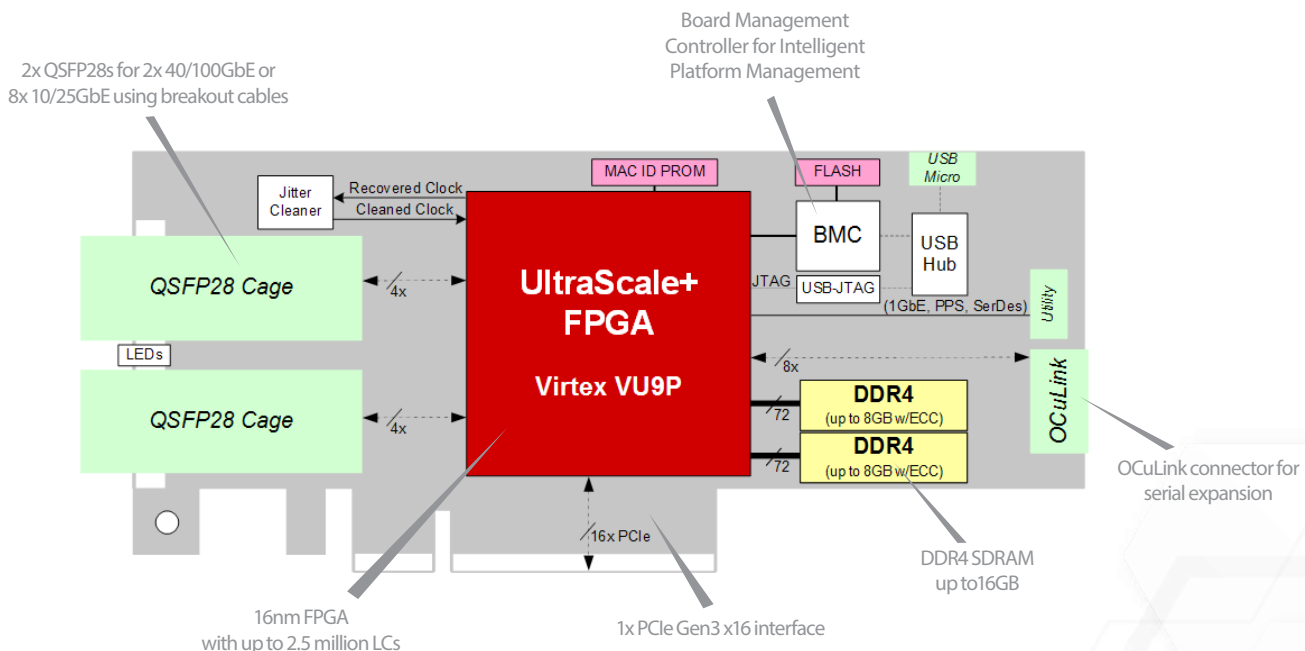 Board Management
Controller for Intelligent
Platform Management
2x QSFP28s for 2x 40/100GbE or
8x 10/25GbE using breakout cables
MAC ID PROM
FLASH
USB
Micro
Jitter
Cleaner
Recovered Clock
Cleaned Clock
BMC
USB
Hub
QSFP28 Cage
4x
UltraScale+
FPGA
Virtex VU9P
JTAG
USB-JTAG
(1GbE, PPS, SerDes)
Utility
LEDs
8x
OCuLink
QSFP28 Cage
4x
72
DDR4
(up to 8GB w/ECC)
72
DDR4
(up to 8GB w/ECC)
OCuLink connector for
serial expansion
16x PCIe
DDR4 SDRAM
up to16GB
16nm FPGA
with up to 2.5 million LCs
1x PCIe Gen3 x16 interface